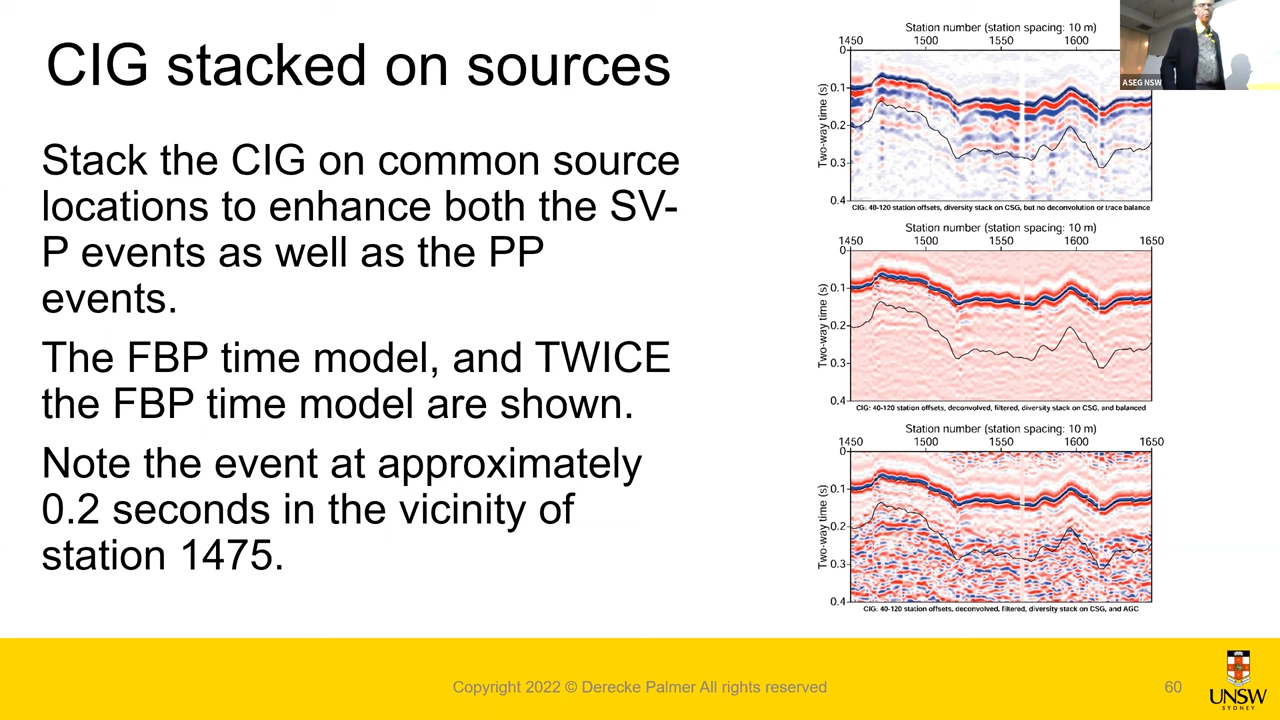 CIG stacked on sources
Stack the CIG on common source
locations to enhance both the SV-
P events as well as the PP
events.
The FBP time model, and TWICE
the FBP time model are shown.
Note the event at approximately
0.2 seconds in the vicinity of
station 1475.
Station number (station spacing: 10 m)
1450 1500 1550 1600
Two-way time (s)
0
0.1
0.2
0.3
0.4
CIG: 40-120 station offsets, diversity stack on CSG, but no deconvolution or trace balance
ASEG NSW
Station number (station spacing: 10 m)
1450 1500 1550 1600 1650
Two-way time (s)
0
0.1
0.2
0.3
0.4
CIG: 40-120 station offsets, deconvolved, filtered, diversity stack on CSG, and balanced
Station number (station spacing: 10 m)
1450 1500 1550 1600 1650
Two-way time (s)
0
0.1
0.2
0.3
0.4
CIG: 40-120 station offsets, deconvolved, filtered, diversity stack on CSG, and AGC
Copyright 2022 © Derecke Palmer All rights reserved
60
UNSW
SYDNEY